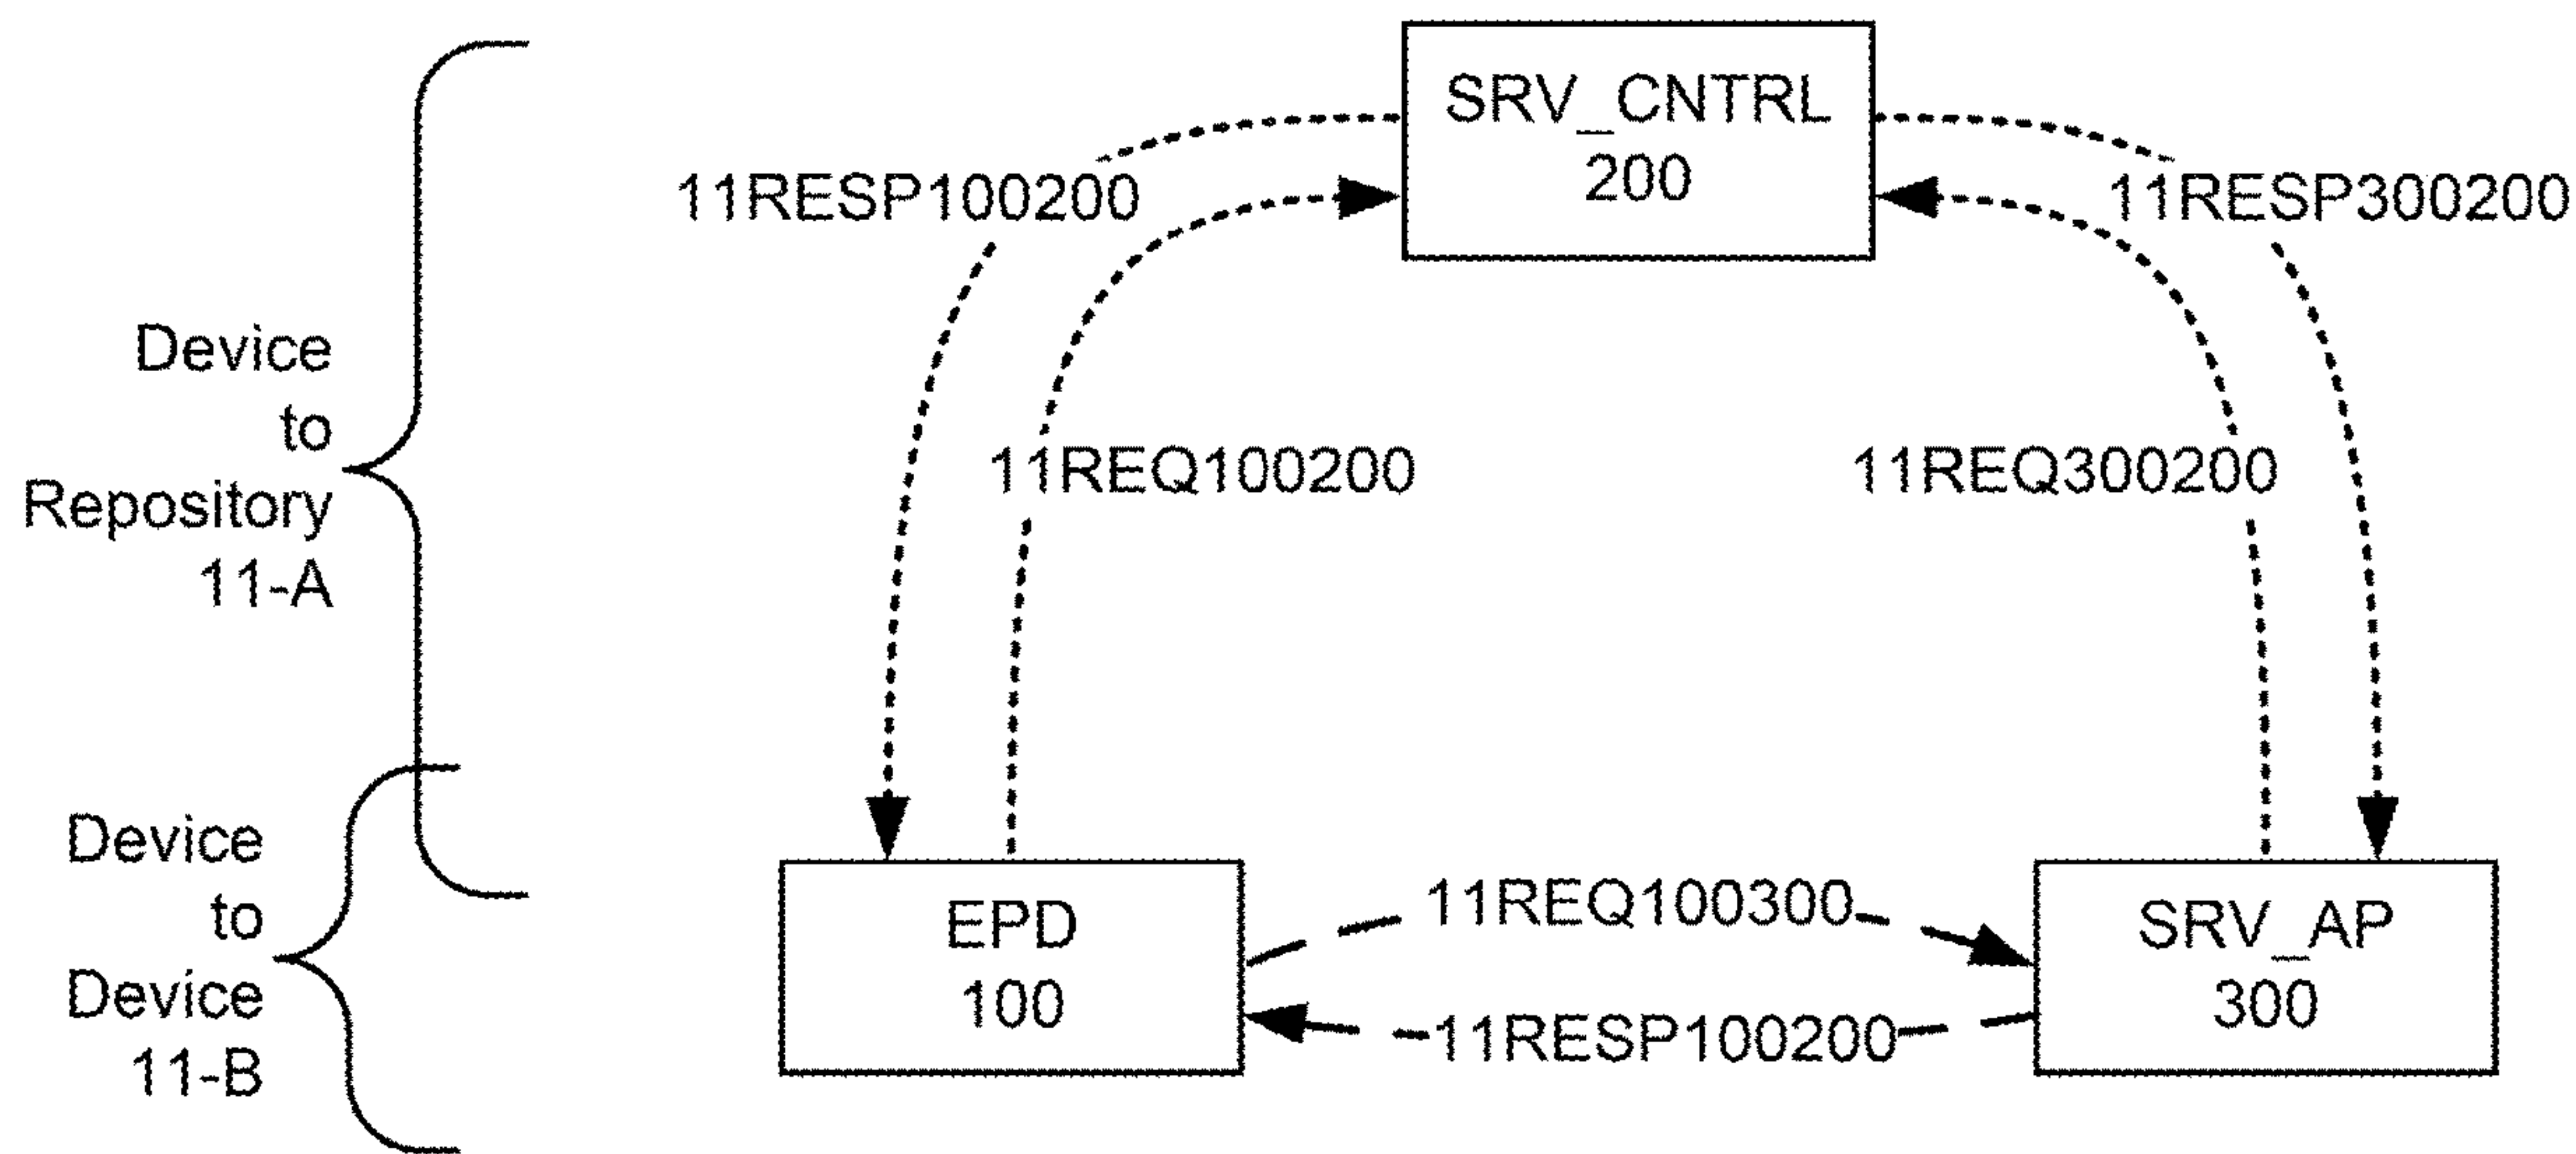 SRV_CNTRL
200
11RESP100200
11RESP300200
Device
to
Repository
11-A
11REQ100200
11REQ300200
Device
to
Device
11-B
EPD
100
11REQ100300
11RESP100200
SRV_AP
300